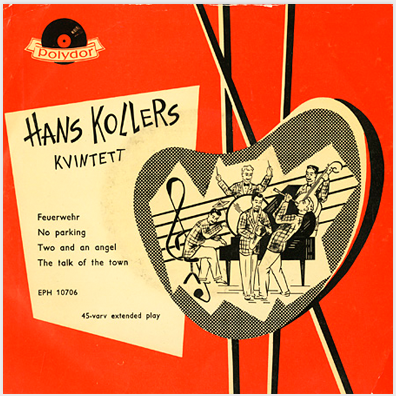 Polydor
HANS KOLLERS
KVINTETT
Feuerwehr
No parking
Two and an angel
The talk of the town
EPH 10706
45-varv extended play